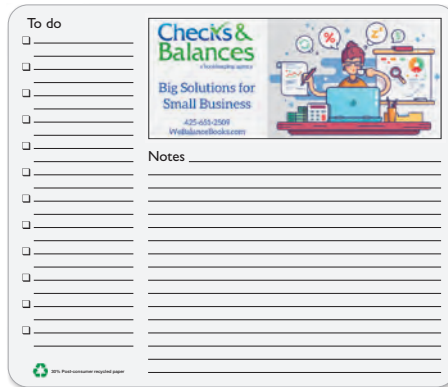 To do
Checks &
Balances
a bookkeeping agency
Big Solutions for
Small Business
425-655-2509
WeBalanceBooks.com
Notes
30% Post-consumer recycled paper